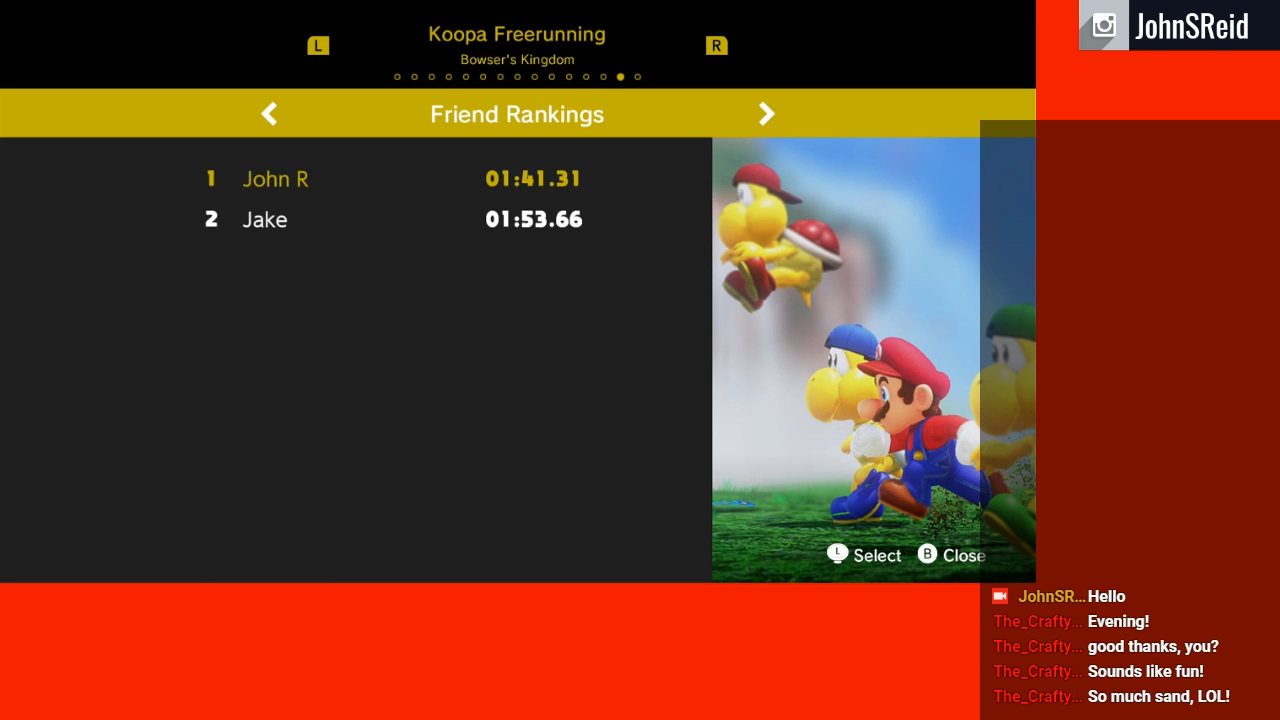 L
Koopa Freerunning
R
Bowser's Kingdom
Friend Rankings
1 John R 01:41.31
2 Jake 01:53.66
L Select B Close
JohnSReid
JohnSR... Hello
The_Crafty... Evening!
The_Crafty... good thanks, you?
The_Crafty... Sounds like fun!
The_Crafty... So much sand, LOL!